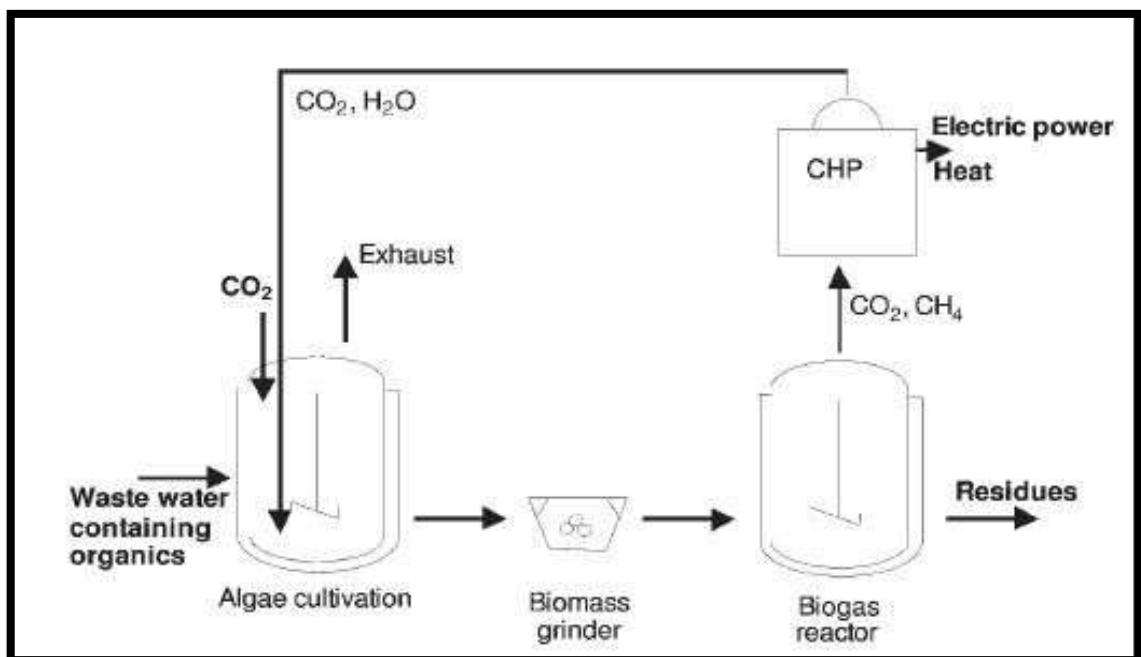 CO₂, H₂O
Electric power
CHP
Heat
Exhaust
CO₂
CO₂, CH₄
Waste water
containing
organics
Residues
Algae cultivation
Biomass
grinder
Biogas
reactor